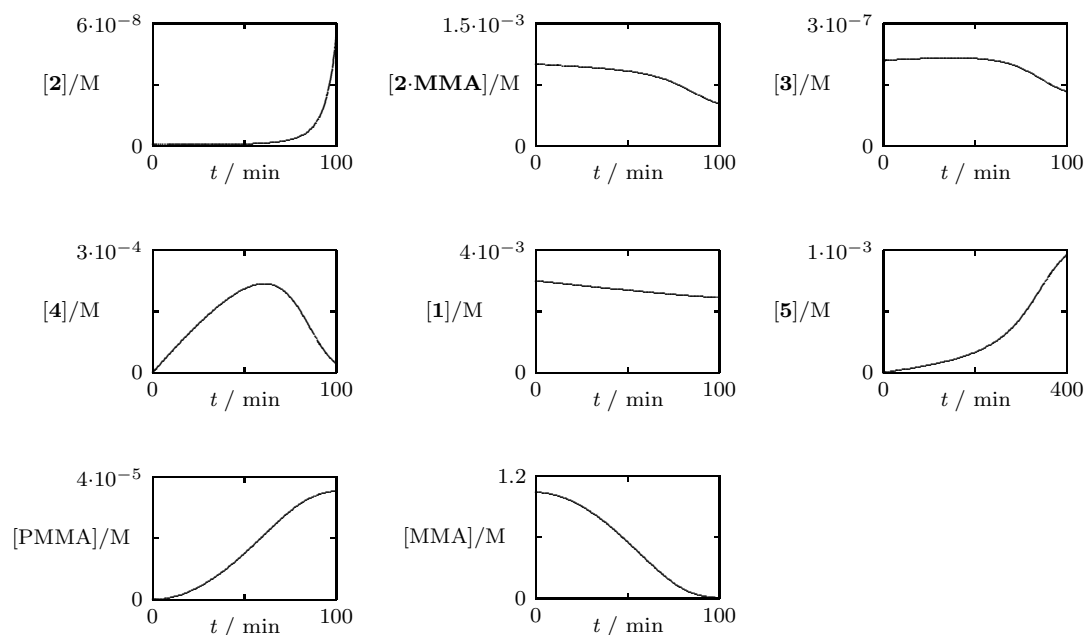 6·10⁻⁸
[2]/M
0
0 100
t / min
1.5·10⁻³
[2·MMA]/M
0
0 100
t / min
3·10⁻⁷
[3]/M
0
0 100
t / min
3·10⁻⁴
[4]/M
0
0 100
t / min
4·10⁻³
[1]/M
0
0 100
t / min
1·10⁻³
[5]/M
0
0 400
t / min
4·10⁻⁵
[PMMA]/M
0
0 100
t / min
1.2
[MMA]/M
0
0 100
t / min